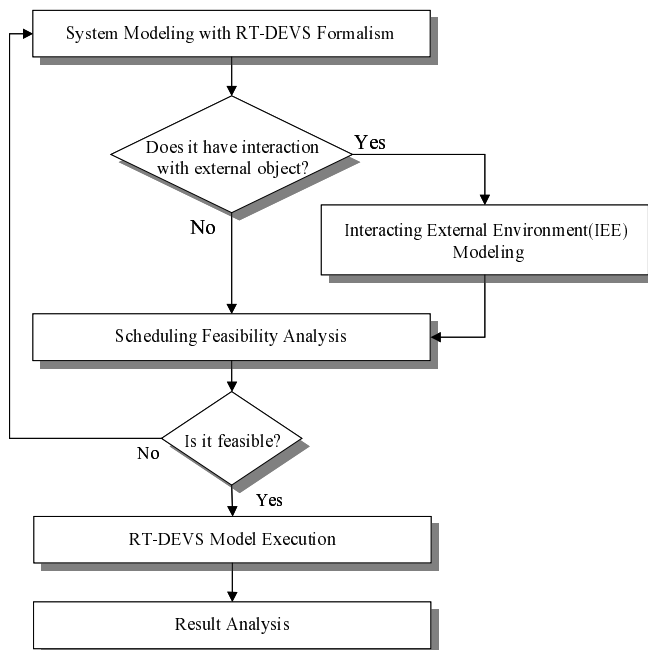 System Modeling with RT-DEVS Formalism
Does it have interaction
with external object?
Yes
No
Interacting External Environment(IEE)
Modeling
Scheduling Feasibility Analysis
Is it feasible?
No
Yes
RT-DEVS Model Execution
Result Analysis